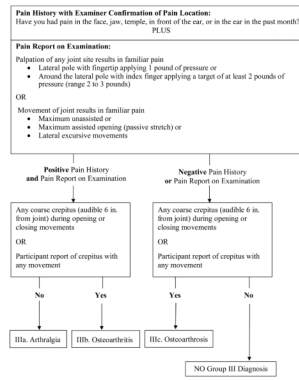 Pain History with Examiner Confirmation of Pain Location:
Have you had pain in the face, jaw, temple, in front of the ear, or in the ear in the past month?
PLUS
Pain Report on Examination:
Palpation of any joint site results in familiar pain
• Lateral pole with fingertip applying 1 pound of pressure or
• Around the lateral pole with index finger applying a target of at least 2 pounds of
pressure (range 2 to 3 pounds)
OR
Movement of joint results in familiar pain
• Maximum unassisted or
• Maximum assisted opening (passive stretch) or
• Lateral excursive movements
Positive Pain History
and Pain Report on Examination
Negative Pain History
or Pain Report on Examination
Any coarse crepitus (audible 6 in.
from joint) during opening or
closing movements
OR
Participant report of crepitus with
any movement
Any coarse crepitus (audible 6 in.
from joint) during opening or
closing movements
OR
Participant report of crepitus with
any movement
No
Yes
Yes
No
IIIa. Arthralgia
IIIb. Osteoarthritis
IIIc. Osteoarthrosis
NO Group III Diagnosis